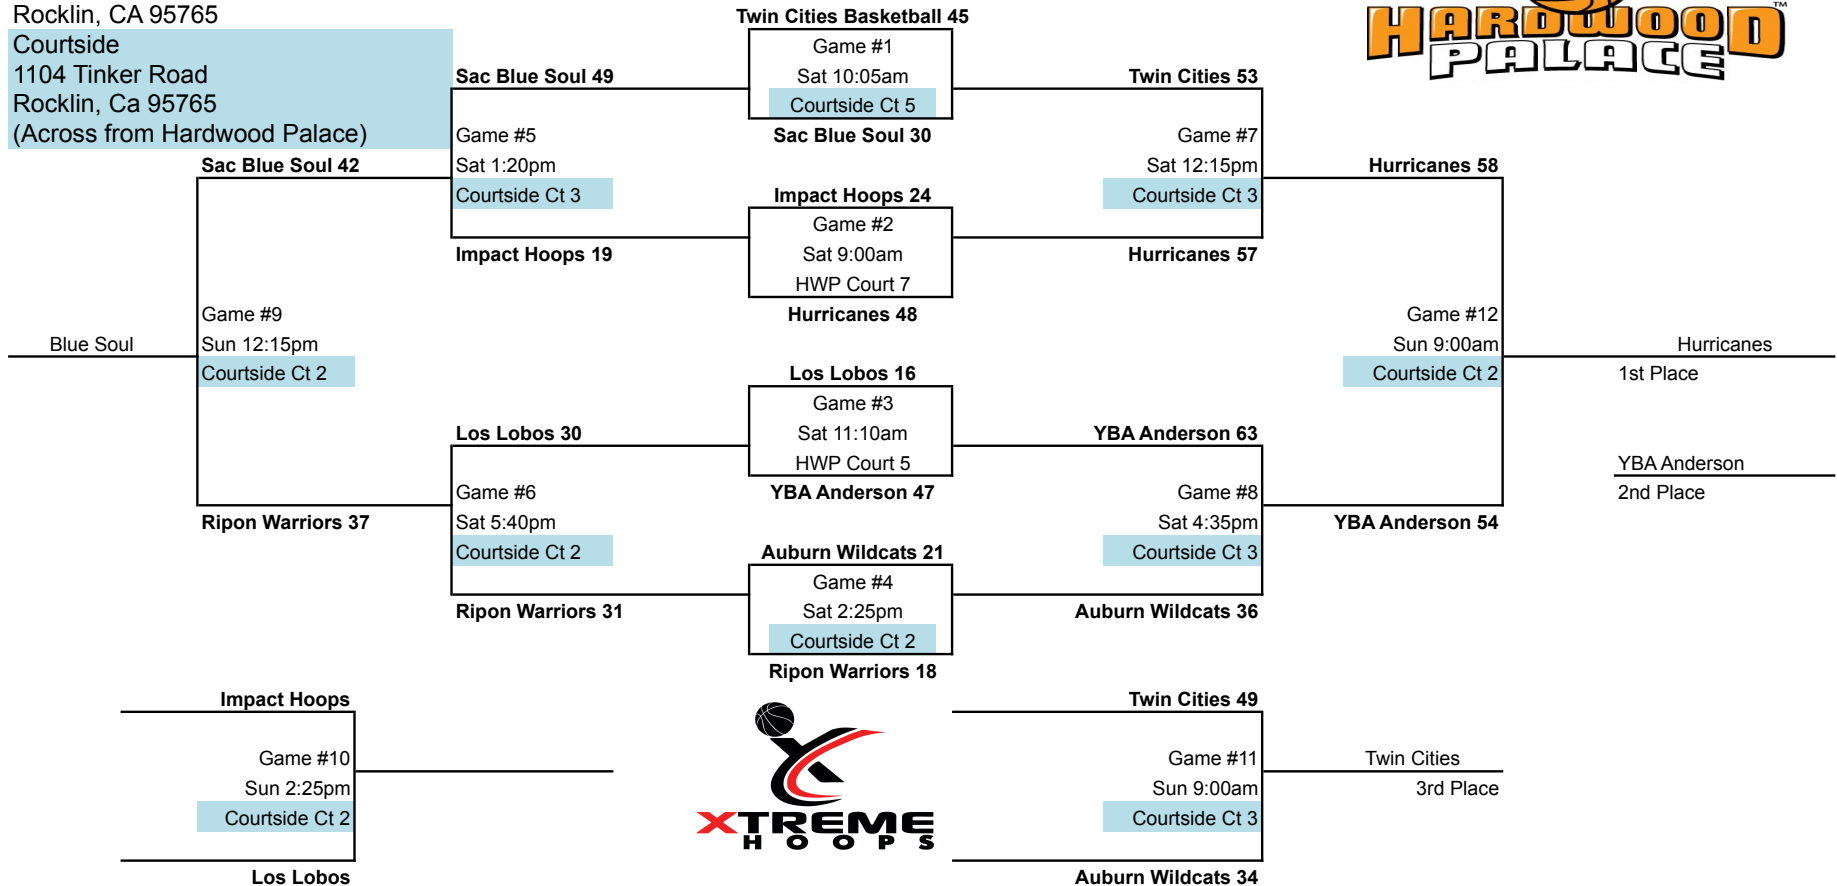 Rocklin, CA 95765
Courtside
1104 Tinker Road
Rocklin, Ca 95765
(Across from Hardwood Palace)
HARDWOOD
PALACE
TM
Twin Cities Basketball 45
Game #1
Sat 10:05am
Courtside Ct 5
Sac Blue Soul 30
Impact Hoops 24
Game #2
Sat 9:00am
HWP Court 7
Hurricanes 48
Los Lobos 16
Game #3
Sat 11:10am
HWP Court 5
YBA Anderson 47
Auburn Wildcats 21
Game #4
Sat 2:25pm
Courtside Ct 2
Ripon Warriors 18
Sac Blue Soul 49
Game #5
Sat 1:20pm
Courtside Ct 3
Impact Hoops 19
Los Lobos 30
Game #6
Sat 5:40pm
Courtside Ct 2
Ripon Warriors 31
Twin Cities 53
Game #7
Sat 12:15pm
Courtside Ct 3
Hurricanes 57
YBA Anderson 63
Game #8
Sat 4:35pm
Courtside Ct 3
Auburn Wildcats 36
Sac Blue Soul 42
Game #9
Sun 12:15pm
Courtside Ct 2
Ripon Warriors 37
Blue Soul
Hurricanes 58
Game #12
Sun 9:00am
Courtside Ct 2
YBA Anderson 54
Hurricanes
1st Place
YBA Anderson
2nd Place
Impact Hoops
Game #10
Sun 2:25pm
Courtside Ct 2
Los Lobos
XTREME
HOOPS
Twin Cities 49
Game #11
Sun 9:00am
Courtside Ct 3
Auburn Wildcats 34
Twin Cities
3rd Place